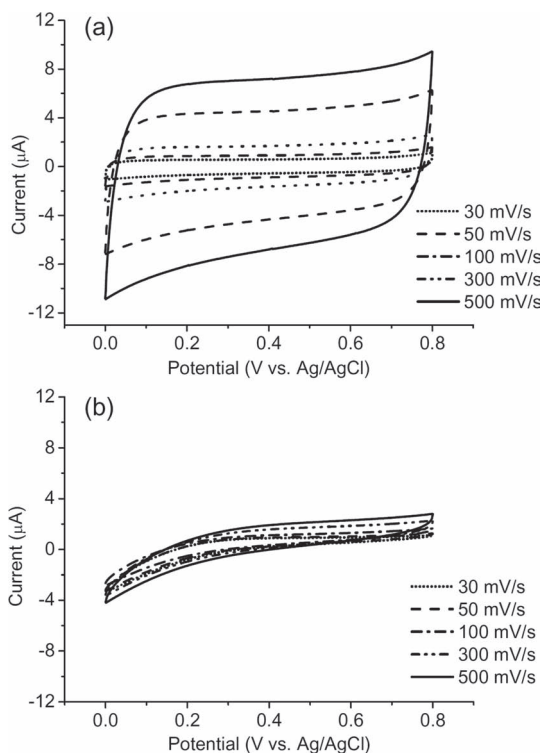 (a)
12
8
4
0
-4
-8
-12
Current (μA)
30 mV/s
50 mV/s
100 mV/s
300 mV/s
500 mV/s
0.0 0.2 0.4 0.6 0.8
Potential (V vs. Ag/AgCl)
(b)
12
8
4
0
-4
-8
-12
Current (μA)
30 mV/s
50 mV/s
100 mV/s
300 mV/s
500 mV/s
0.0 0.2 0.4 0.6 0.8
Potential (V vs. Ag/AgCl)